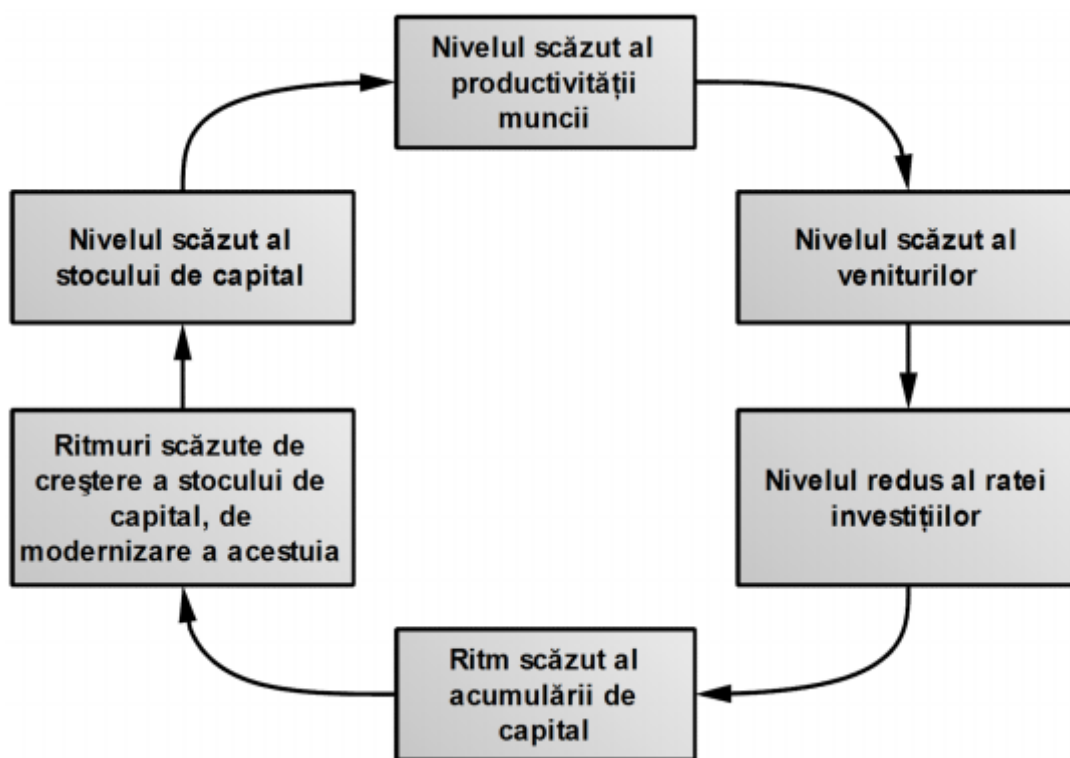 Nivelul scăzut al
productivității
muncii
Nivelul scăzut al
stocului de capital
Nivelul scăzut al
veniturilor
Ritmuri scăzute de
creştere a stocului de
capital, de
modernizare a acestuia
Nivelul redus al ratei
investițiilor
Ritm scăzut al
acumulării de
capital